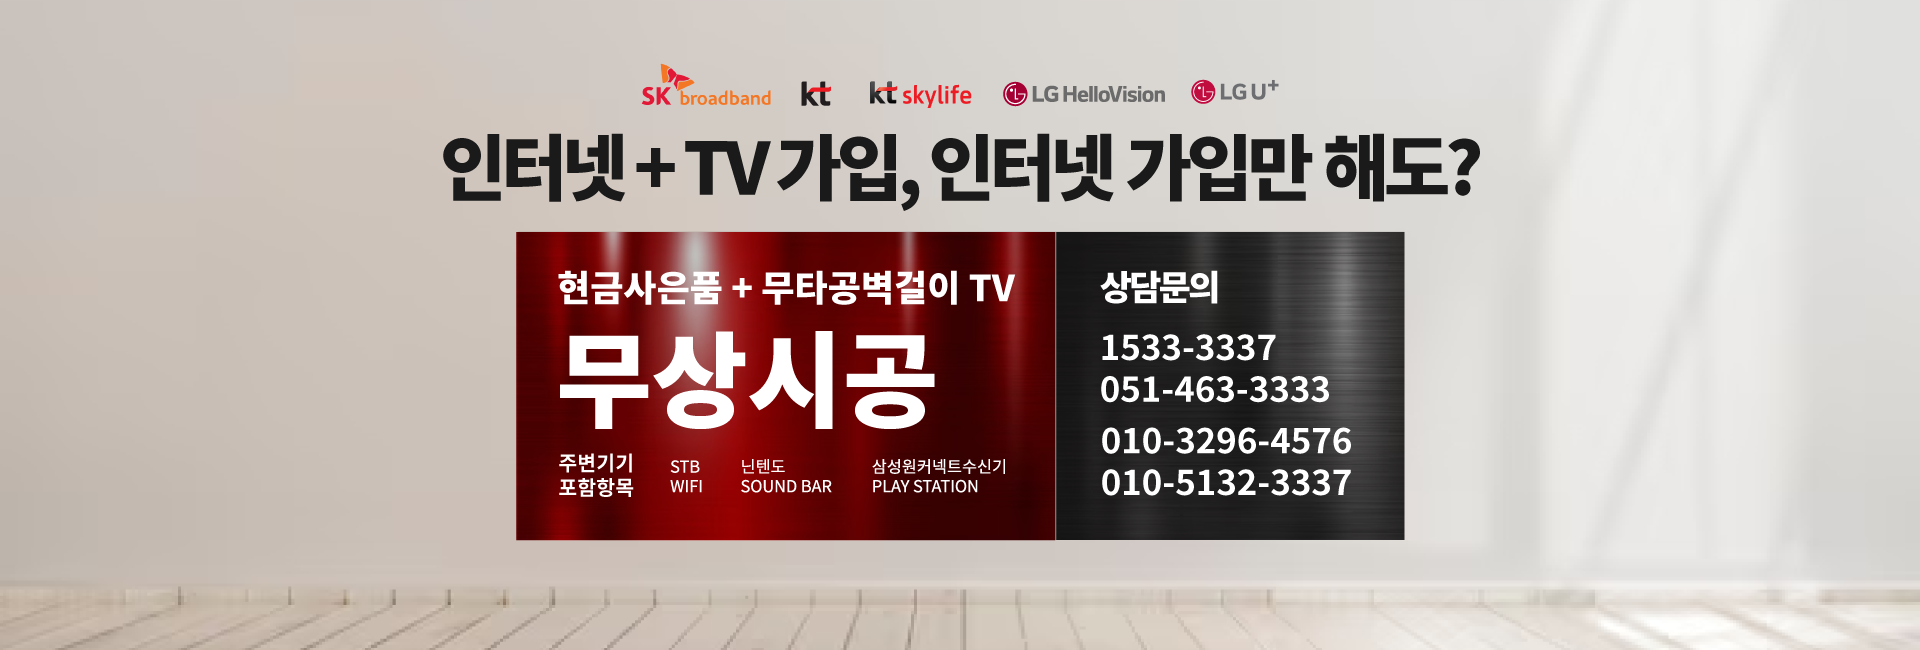 SK broadband
kt
kt skylife
LG HelloVision
LG U+
인터넷 + TV 가입, 인터넷 가입만 해도?
현금사은품 + 무타공벽걸이 TV
무상시공
주변기기
포함항목
STB
WIFI
닌텐도
SOUND BAR
삼성원커넥트수신기
PLAY STATION
상담문의
1533-3337
051-463-3333
010-3296-4576
010-5132-3337